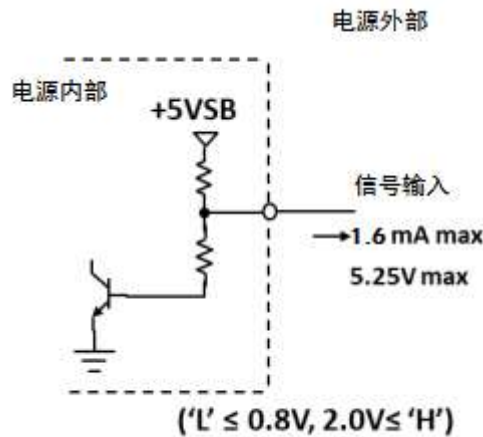 电源外部
电源内部
+5VSB
信号输入
→1.6 mA max
5.25V max
(‘L’ ≤ 0.8V, 2.0V≤ ‘H’)